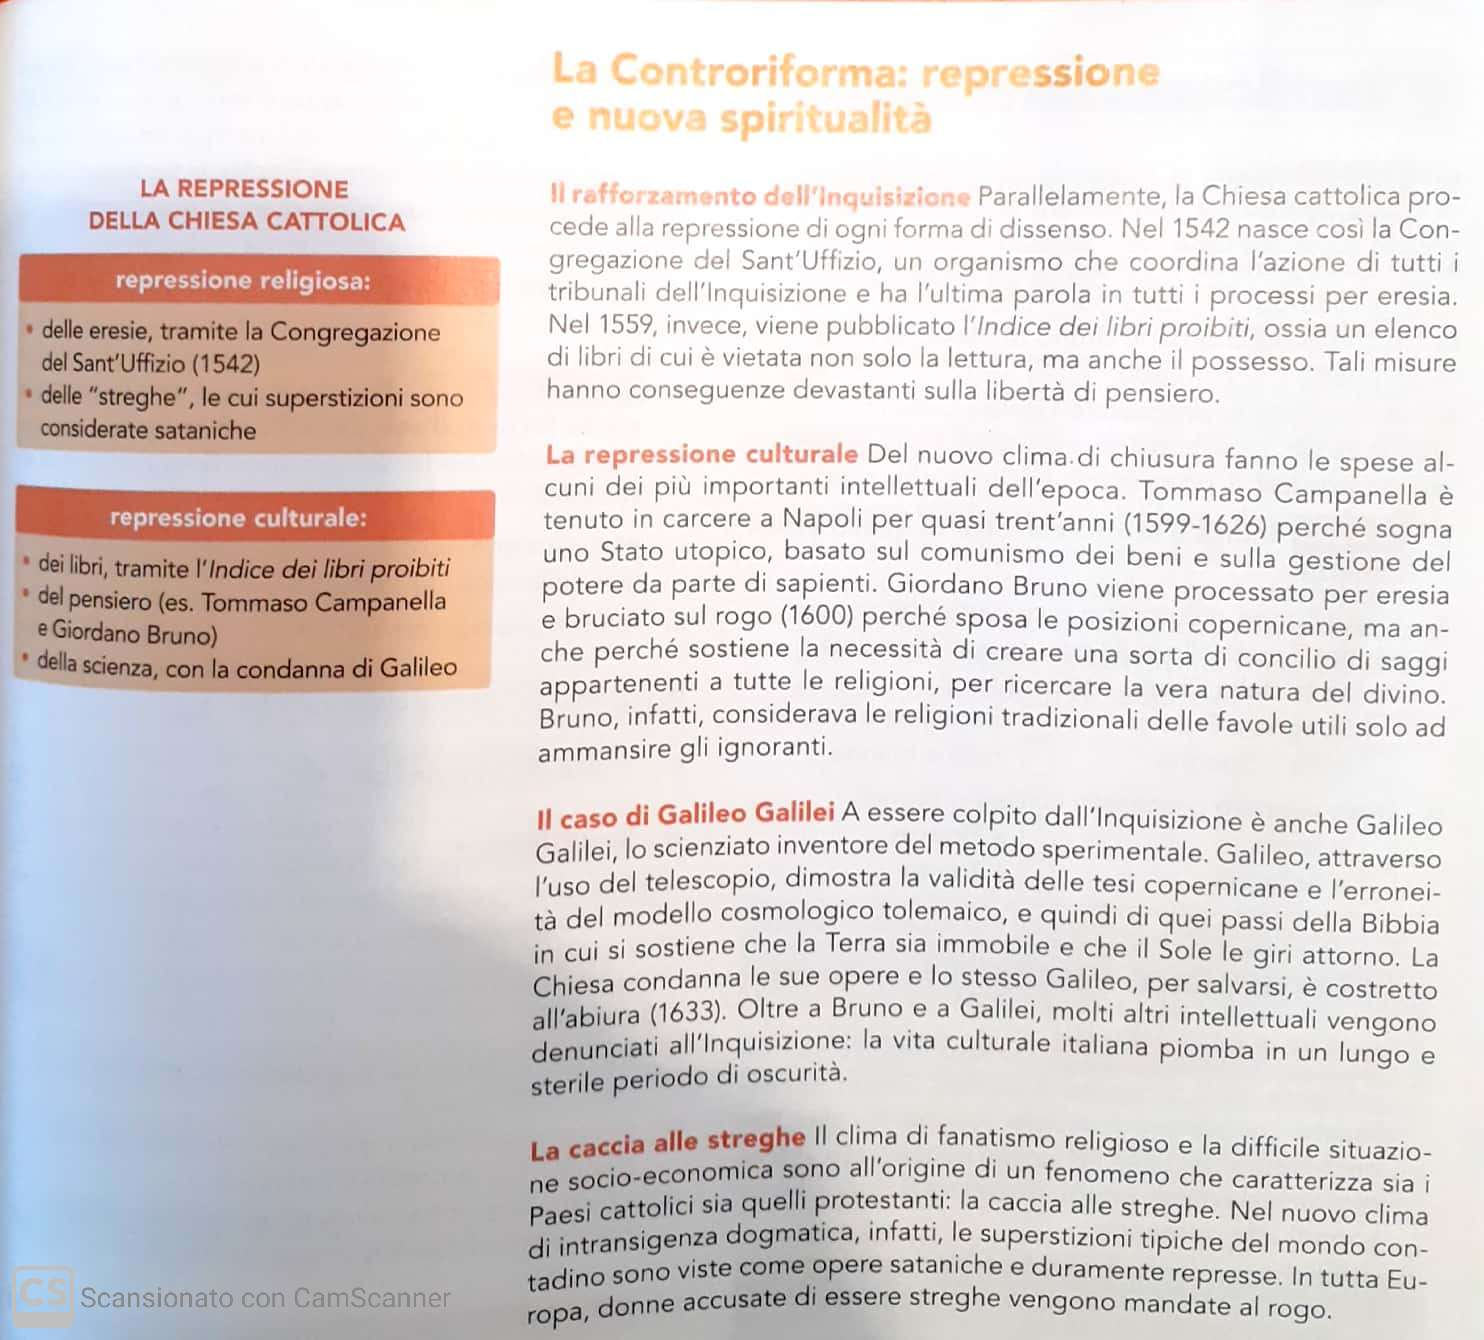 La Controriforma: repressione
e nuova spiritualità
LA REPRESSIONE
DELLA CHIESA CATTOLICA
repressione religiosa:
• delle eresie, tramite la Congregazione
del Sant'Uffizio (1542)
• delle "streghe", le cui superstizioni sono
considerate sataniche
repressione culturale:
• dei libri, tramite l'Indice dei libri proibiti
• del pensiero (es. Tommaso Campanella
e Giordano Bruno)
• della scienza, con la condanna di Galileo
Il rafforzamento dell'Inquisizione Parallelamente, la Chiesa cattolica pro-
cede alla repressione di ogni forma di dissenso. Nel 1542 nasce così la Con-
gregazione del Sant'Uffizio, un organismo che coordina l'azione di tutti i
tribunali dell'Inquisizione e ha l'ultima parola in tutti i processi per eresia.
Nel 1559, invece, viene pubblicato l'Indice dei libri proibiti, ossia un elenco
di libri di cui è vietata non solo la lettura, ma anche il possesso. Tali misure
hanno conseguenze devastanti sulla libertà di pensiero.
La repressione culturale Del nuovo clima di chiusura fanno le spese al-
cuni dei più importanti intellettuali dell'epoca. Tommaso Campanella è
tenuto in carcere a Napoli per quasi trent'anni (1599-1626) perché sogna
uno Stato utopico, basato sul comunismo dei beni e sulla gestione del
potere da parte di sapienti. Giordano Bruno viene processato per eresia
e bruciato sul rogo (1600) perché sposa le posizioni copernicane, ma an-
che perché sostiene la necessità di creare una sorta di concilio di saggi
appartenenti a tutte le religioni, per ricercare la vera natura del divino.
Bruno, infatti, considerava le religioni tradizionali delle favole utili solo ad
ammansire gli ignoranti.
Il caso di Galileo Galilei A essere colpito dall'Inquisizione è anche Galileo
Galilei, lo scienziato inventore del metodo sperimentale. Galileo, attraverso
l'uso del telescopio, dimostra la validità delle tesi copernicane e l'erronei-
tà del modello cosmologico tolemaico, e quindi di quei passi della Bibbia
in cui si sostiene che la Terra sia immobile e che il Sole le giri attorno. La
Chiesa condanna le sue opere e lo stesso Galileo, per salvarsi, è costretto
all'abiura (1633). Oltre a Bruno e a Galilei, molti altri intellettuali vengono
denunciati all'Inquisizione: la vita culturale italiana piomba in un lungo e
sterile periodo di oscurità.
La caccia alle streghe Il clima di fanatismo religioso e la difficile situazio-
ne socio-economica sono all'origine di un fenomeno che caratterizza sia i
Paesi cattolici sia quelli protestanti: la caccia alle streghe. Nel nuovo clima
di intransigenza dogmatica, infatti, le superstizioni tipiche del mondo con-
tadino sono viste come opere sataniche e duramente represse. In tutta Eu-
ropa, donne accusate di essere streghe vengono mandate al rogo.
CS Scansionato con CamScanner